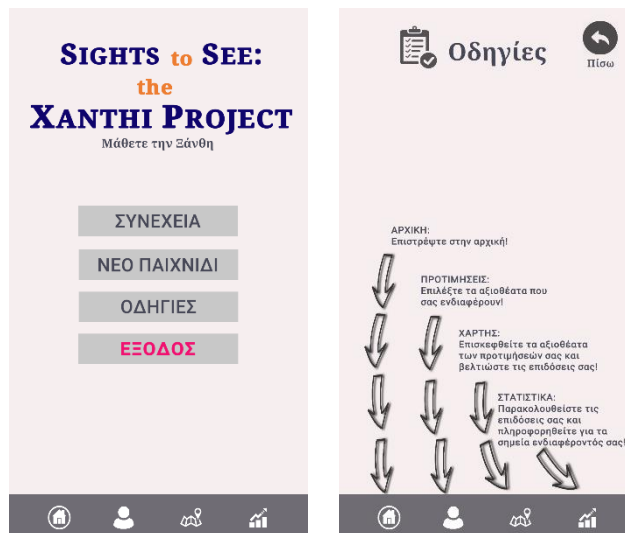 SIGHTS to SEE:
the
XANTHI PROJECT
Μάθετε την Ξάνθη
ΣΥΝΕΧΕΙΑ
ΝΕΟ ΠΑΙΧΝΙΔΙ
ΟΔΗΓΙΕΣ
ΕΞΟΔΟΣ
Οδηγίες
Πίσω
ΑΡΧΙΚΗ:
Επιστρέψτε στην αρχική!
ΠΡΟΤΙΜΗΣΕΙΣ:
Επιλέξτε τα αξιοθέατα που
σας ενδιαφέρουν!
ΧΑΡΤΗΣ:
Επισκεφθείτε τα αξιοθέατα
των προτιμήσεών σας και
βελτιώστε τις επιδόσεις σας!
ΣΤΑΤΙΣΤΙΚΑ:
Παρακολουθείστε τις
επιδόσεις σας και
πληροφορηθείτε για τα
σημεία ενδιαφέροντός σας!